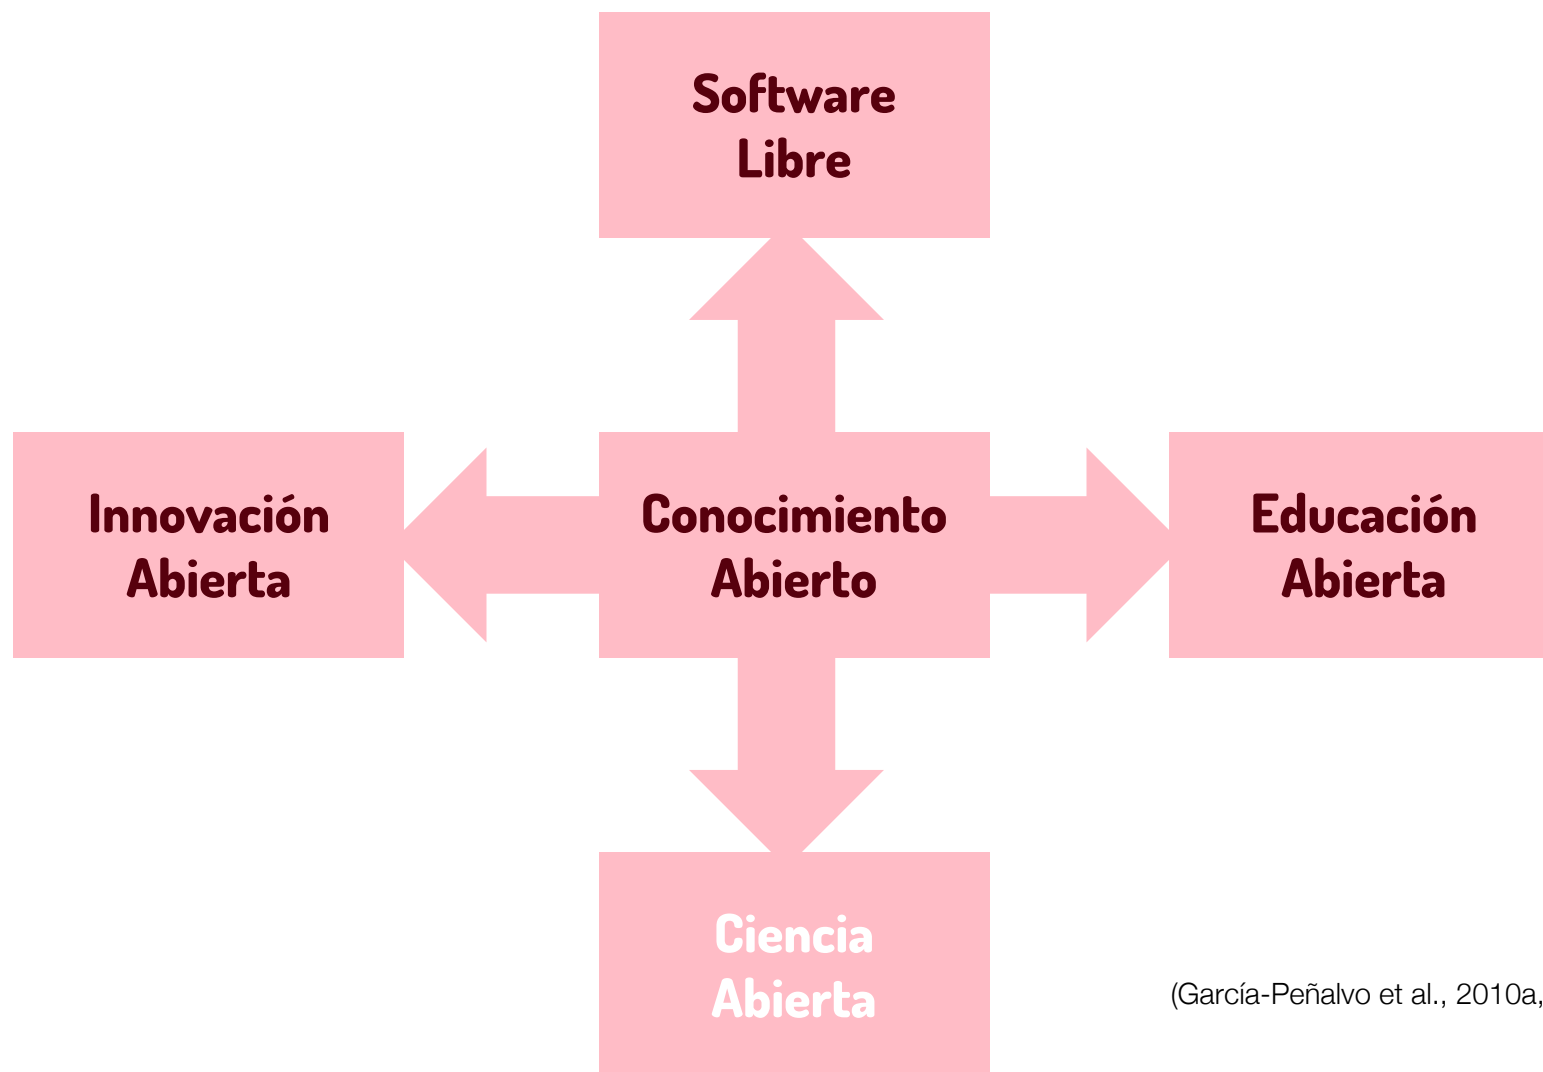 Software
Libre
Innovación
Abierta
Conocimiento
Abierto
Educación
Abierta
Ciencia
Abierta
(García-Peñalvo et al., 2010a,